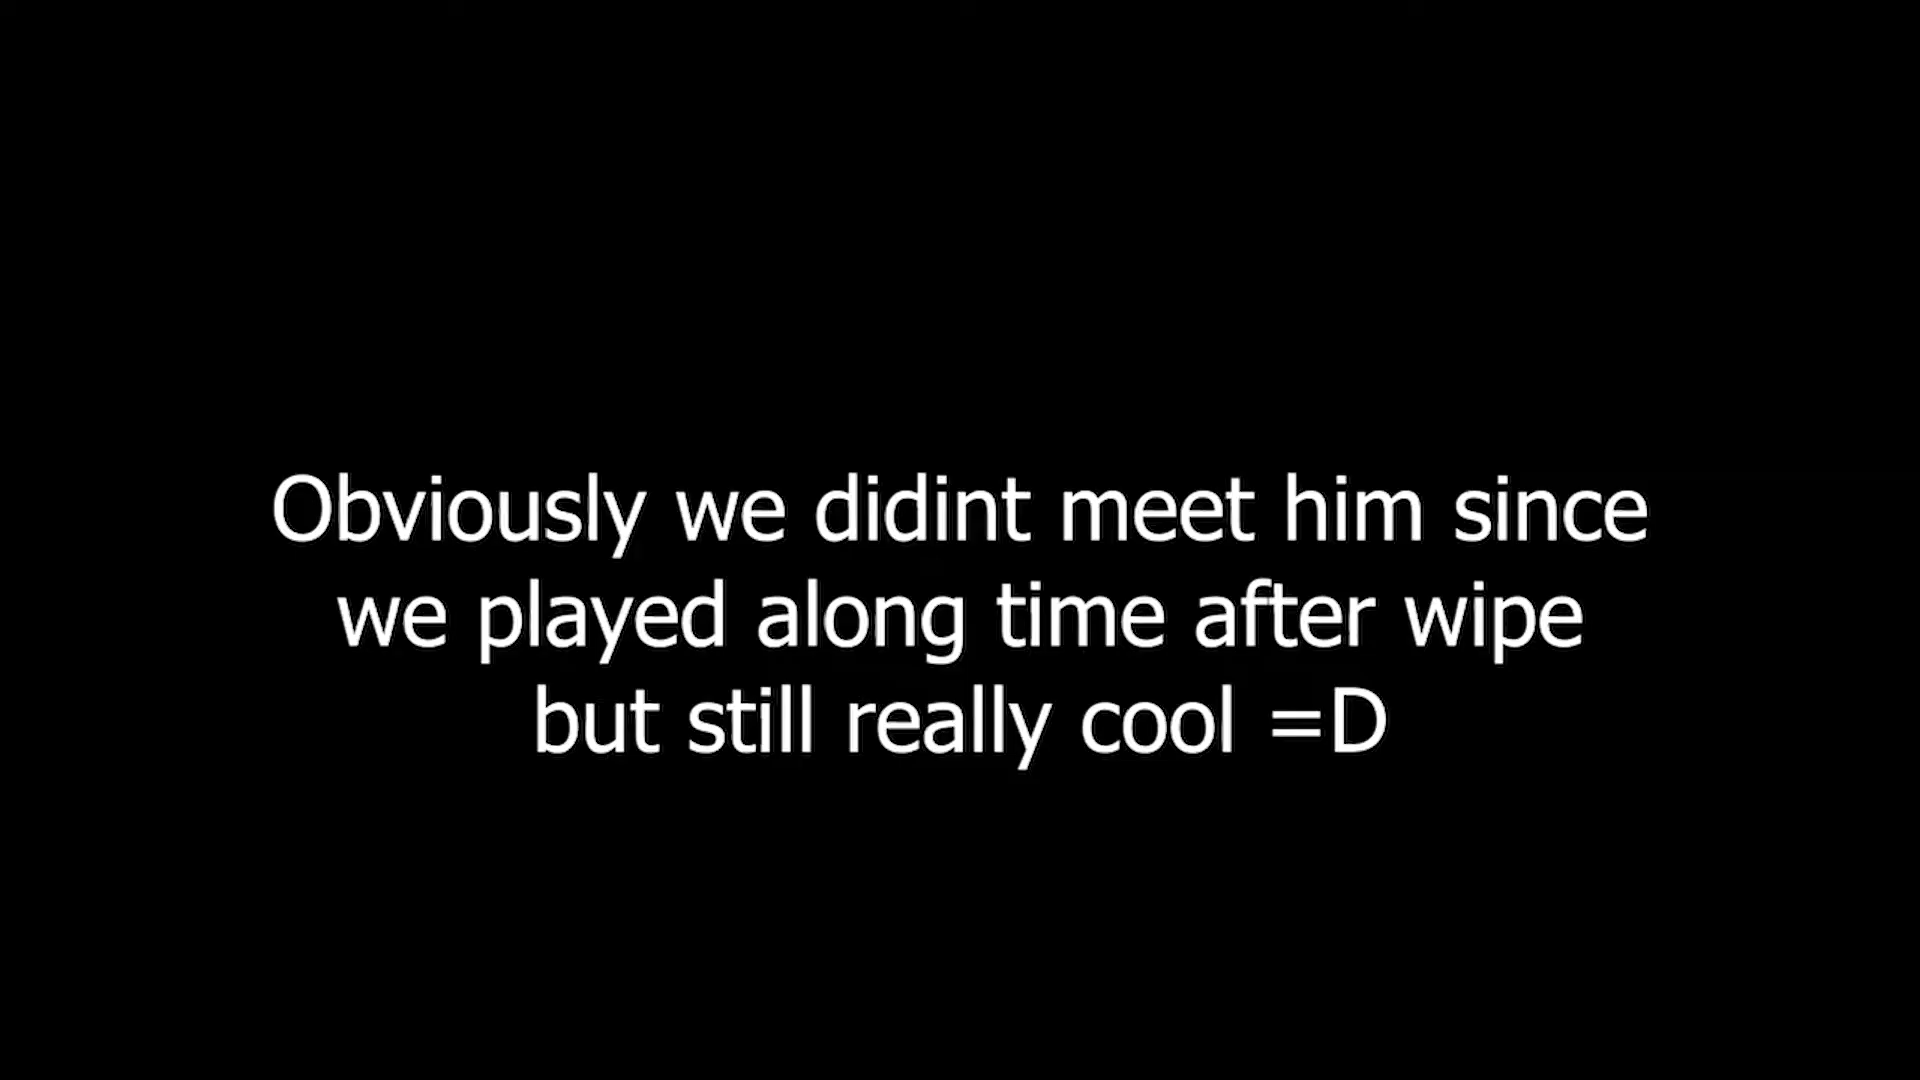 Obviously we didint meet him since
we played along time after wipe
but still really cool =D